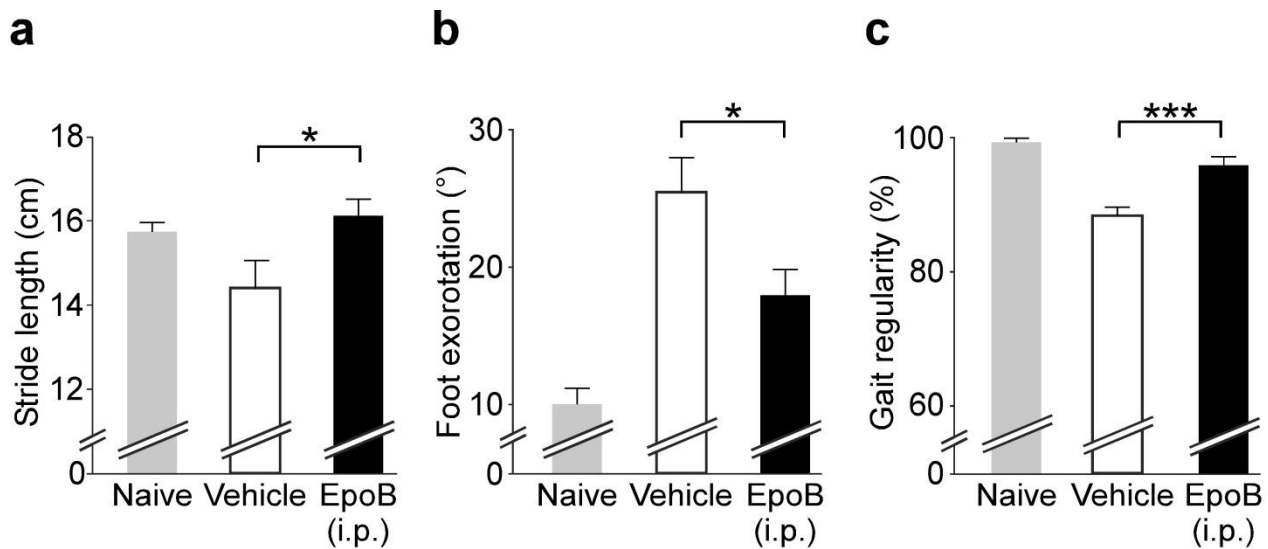 a
Stride length (cm)
18
16
14
12
0
*
Naive
Vehicle
EpoB
(i.p.)
b
Foot exorotation (°)
30
20
10
0
*
Naive
Vehicle
EpoB
(i.p.)
c
Gait regularity (%)
100
80
60
0
***
Naive
Vehicle
EpoB
(i.p.)